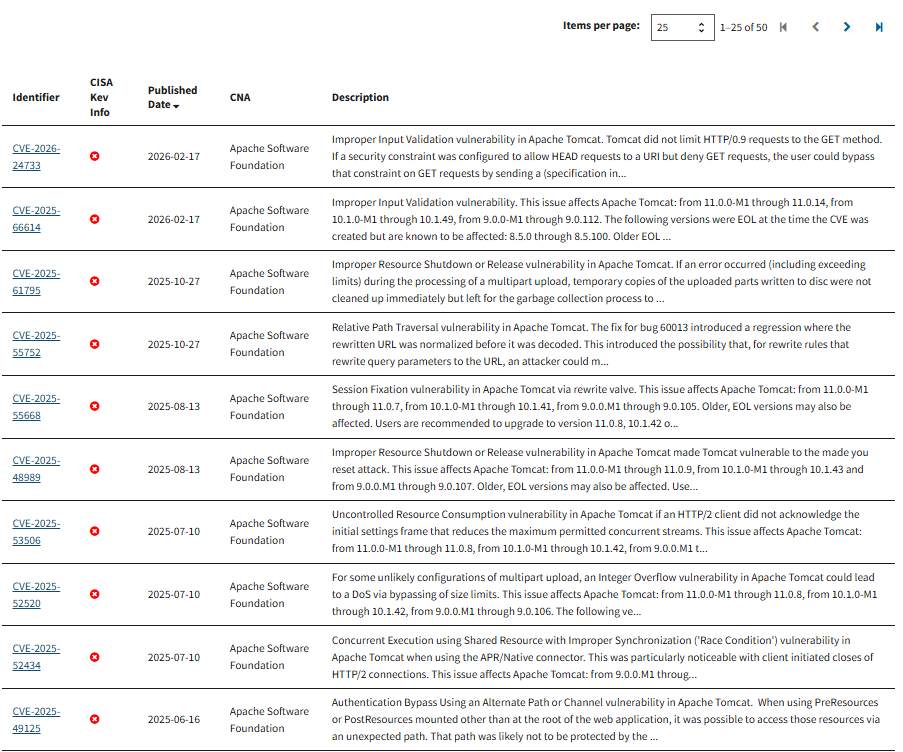 Items per page: 25 1–25 of 50
Identifier CISA Kev Info Published Date CNA Description
CVE-2026-24733 2026-02-17 Apache Software Foundation
Improper Input Validation vulnerability in Apache Tomcat. Tomcat did not limit HTTP/0.9 requests to the GET method.
If a security constraint was configured to allow HEAD requests to a URI but deny GET requests, the user could bypass
that constraint on GET requests by sending a (specification in...
CVE-2025-66614 2026-02-17 Apache Software Foundation
Improper Input Validation vulnerability. This issue affects Apache Tomcat: from 11.0.0-M1 through 11.0.14, from
10.1.0-M1 through 10.1.49, from 9.0.0-M1 through 9.0.112. The following versions were EOL at the time the CVE was
created but are known to be affected: 8.5.0 through 8.5.100. Older EOL ...
CVE-2025-61795 2025-10-27 Apache Software Foundation
Improper Resource Shutdown or Release vulnerability in Apache Tomcat. If an error occurred (including exceeding
limits) during the processing of a multipart upload, temporary copies of the uploaded parts written to disc were not
cleaned up immediately but left for the garbage collection process to ...
CVE-2025-55752 2025-10-27 Apache Software Foundation
Relative Path Traversal vulnerability in Apache Tomcat. The fix for bug 60013 introduced a regression where the
rewritten URL was normalized before it was decoded. This introduced the possibility that, for rewrite rules that
rewrite query parameters to the URL, an attacker could m...
CVE-2025-55668 2025-08-13 Apache Software Foundation
Session Fixation vulnerability in Apache Tomcat via rewrite valve. This issue affects Apache Tomcat: from 11.0.0-M1
through 11.0.7, from 10.1.0-M1 through 10.1.41, from 9.0.0.M1 through 9.0.105. Older, EOL versions may also be
affected. Users are recommended to upgrade to version 11.0.8, 10.1.42 o...
CVE-2025-48989 2025-08-13 Apache Software Foundation
Improper Resource Shutdown or Release vulnerability in Apache Tomcat made Tomcat vulnerable to the made you
reset attack. This issue affects Apache Tomcat: from 11.0.0-M1 through 11.0.9, from 10.1.0-M1 through 10.1.43 and
from 9.0.0.M1 through 9.0.107. Older, EOL versions may also be affected. Use...
CVE-2025-53506 2025-07-10 Apache Software Foundation
Uncontrolled Resource Consumption vulnerability in Apache Tomcat if an HTTP/2 client did not acknowledge the
initial settings frame that reduces the maximum permitted concurrent streams. This issue affects Apache Tomcat:
from 11.0.0-M1 through 11.0.8, from 10.1.0-M1 through 10.1.42, from 9.0.0.M1 t...
CVE-2025-52520 2025-07-10 Apache Software Foundation
For some unlikely configurations of multipart upload, an Integer Overflow vulnerability in Apache Tomcat could lead
to a DoS via bypassing of size limits. This issue affects Apache Tomcat: from 11.0.0-M1 through 11.0.8, from 10.1.0-M1
through 10.1.42, from 9.0.0.M1 through 9.0.106. The following ve...
CVE-2025-52434 2025-07-10 Apache Software Foundation
Concurrent Execution using Shared Resource with Improper Synchronization ('Race Condition') vulnerability in
Apache Tomcat when using the APR/Native connector. This was particularly noticeable with client initiated closes of
HTTP/2 connections. This issue affects Apache Tomcat: from 9.0.0.M1 throug...
CVE-2025-49125 2025-06-16 Apache Software Foundation
Authentication Bypass Using an Alternate Path or Channel vulnerability in Apache Tomcat. When using PreResources
or PostResources mounted other than at the root of the web application, it was possible to access those resources via
an unexpected path. That path was likely not to be protected by the ...